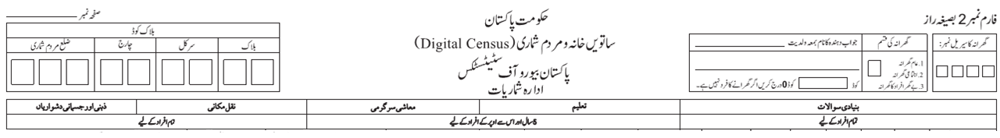 فارم نمبر 2 بصیغہ راز
گھرانہ کا سیریل نمبر:
گھرانہ کی قسم
1. عام گھرانہ
2. اجتماعی گھرانہ
3. بے گھر افراد کا گھرانہ
جواب دہندہ کا نام بمعہ ولدیت
کوڈ
کوڈ 0 درج کریں اگر گھرانے کا فرد نہیں ہے۔
حکومت پاکستان
ساتویں خانہ و مردم شماری (Digital Census)
پاکستان بیورو آف سٹیٹسٹکس
ادارہ شماریات
صفحہ نمبر
بلاک کوڈ
بلاک
سرکل
چارج
ضلع مردم شماری
بنیادی سوالات
تعلیم
معاشی سرگرمی
نقل مکانی
ذہنی اور جسمانی دشواریاں
تمام افراد کے لیے
5 سال اور اس سے اوپر کے افراد کے لیے
تمام افراد کے لیے